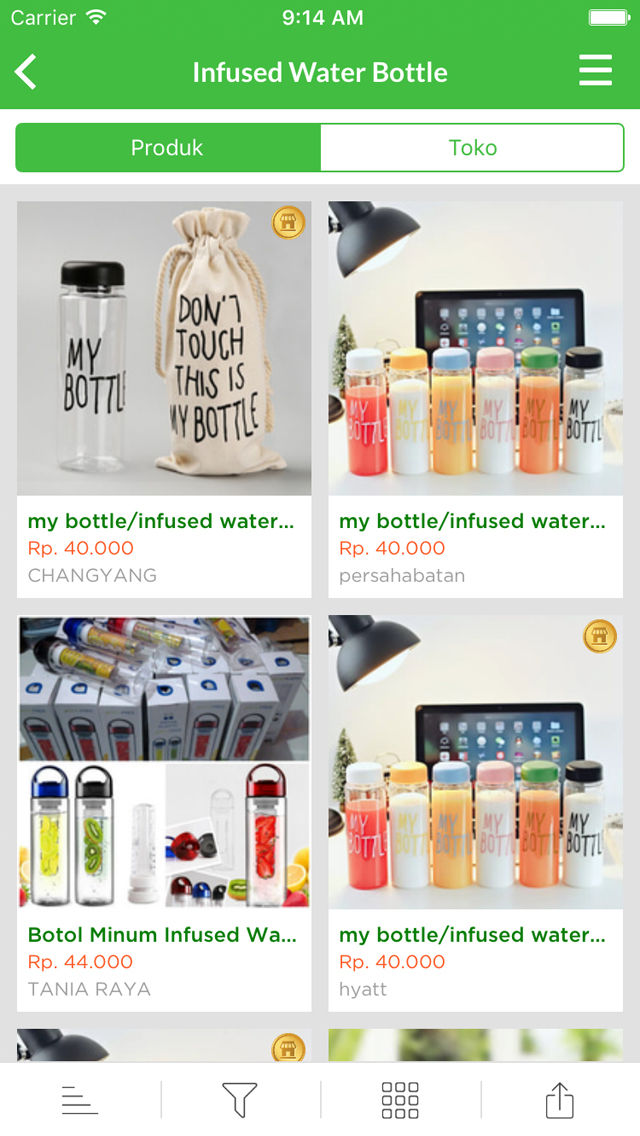 Carrier 9:14 AM
Infused Water Bottle
Produk Toko
MY
BOTTLE
DON'T
TOUCH
THIS IS
MY BOTTLE
MY
BOTTLE
MY
BOTTLE
MY
BOTTLE
MY
BOTTLE
MY
BOTTLE
MY
BOTTLE
my bottle/infused water...
Rp. 40.000
CHANGYANG
my bottle/infused water...
Rp. 40.000
persahabatan
MY
BOTTLE
MY
BOTTLE
MY
BOTTLE
MY
BOTTLE
MY
BOTTLE
MY
BOTTLE
Botol Minum Infused Wa...
Rp. 44.000
TANIA RAYA
my bottle/infused water...
Rp. 40.000
hyatt